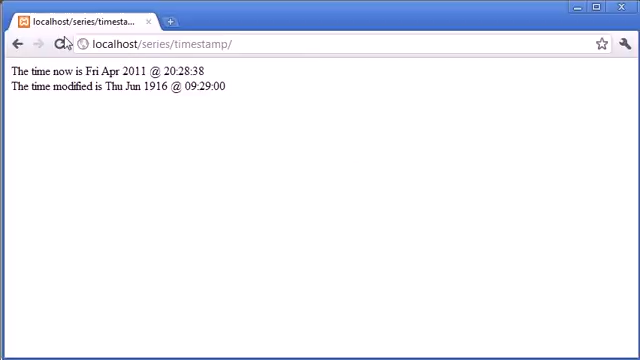 localhost/series/timesta...
localhost/series/timestamp/
The time now is Fri Apr 2011 @ 20:28:38
The time modified is Thu Jun 1916 @ 09:29:00